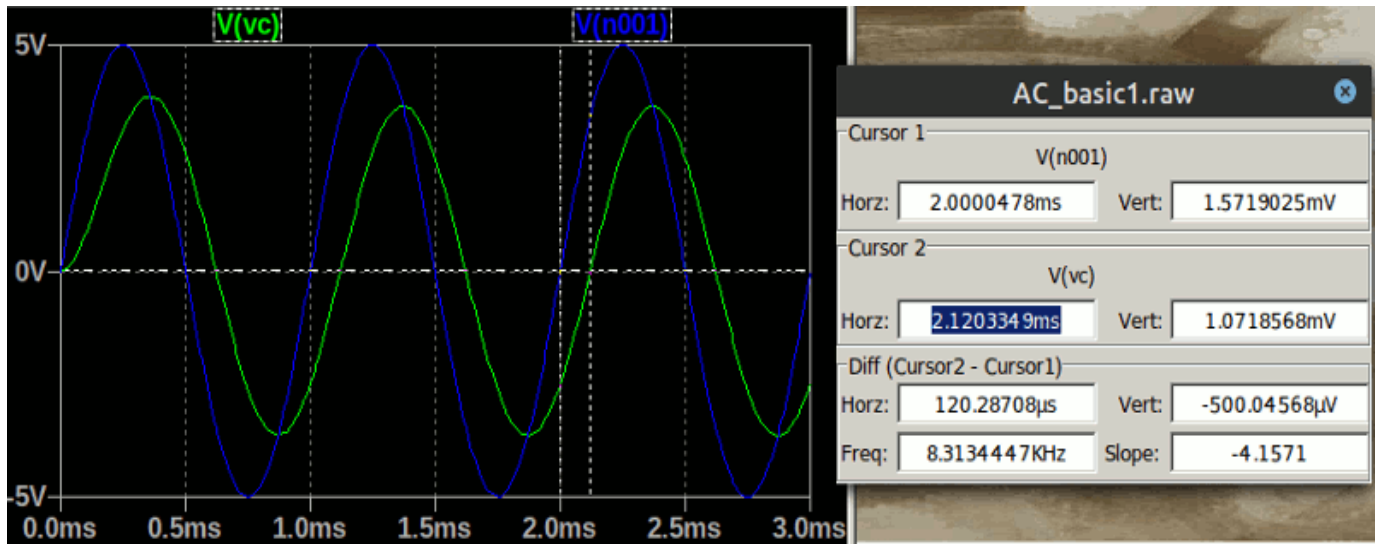 V(vc) V(n001)
5V
0V
-5V
0.0ms 0.5ms 1.0ms 1.5ms 2.0ms 2.5ms 3.0ms
AC_basic1.raw
Cursor 1
V(n001)
Horz: 2.0000478ms Vert: 1.5719025mV
Cursor 2
V(vc)
Horz: 2.1203349ms Vert: 1.0718568mV
Diff (Cursor2 - Cursor1)
Horz: 120.28708µs Vert: -500.04568µV
Freq: 8.3134447KHz Slope: -4.1571